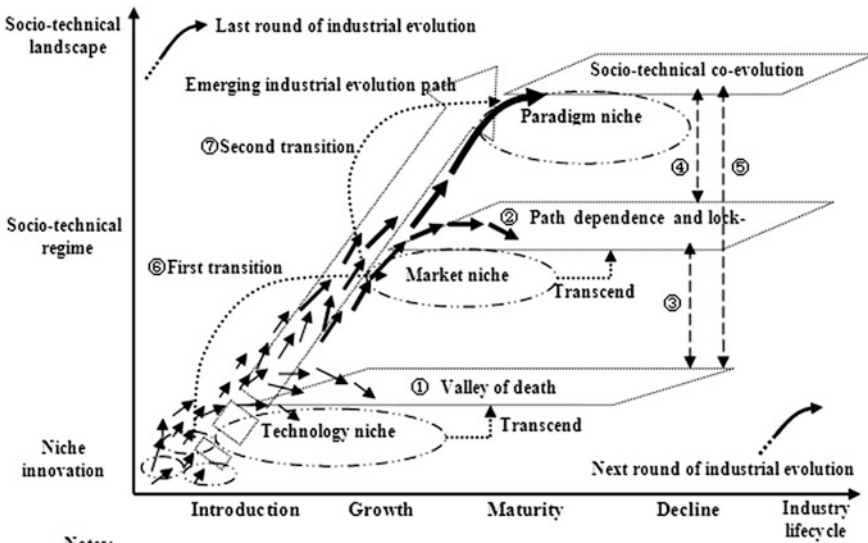 Socio-technical
landscape
Last round of industrial evolution
Emerging industrial evolution path
Socio-technical co-evolution
Paradigm niche
⑦Second transition
④
⑤
Socio-technical
regime
② Path dependence and lock-
⑥First transition
Market niche
Transcend
③
① Valley of death
Technology niche
Transcend
Niche
innovation
Next round of industrial evolution
Introduction
Growth
Maturity
Decline
Industry
lifecycle